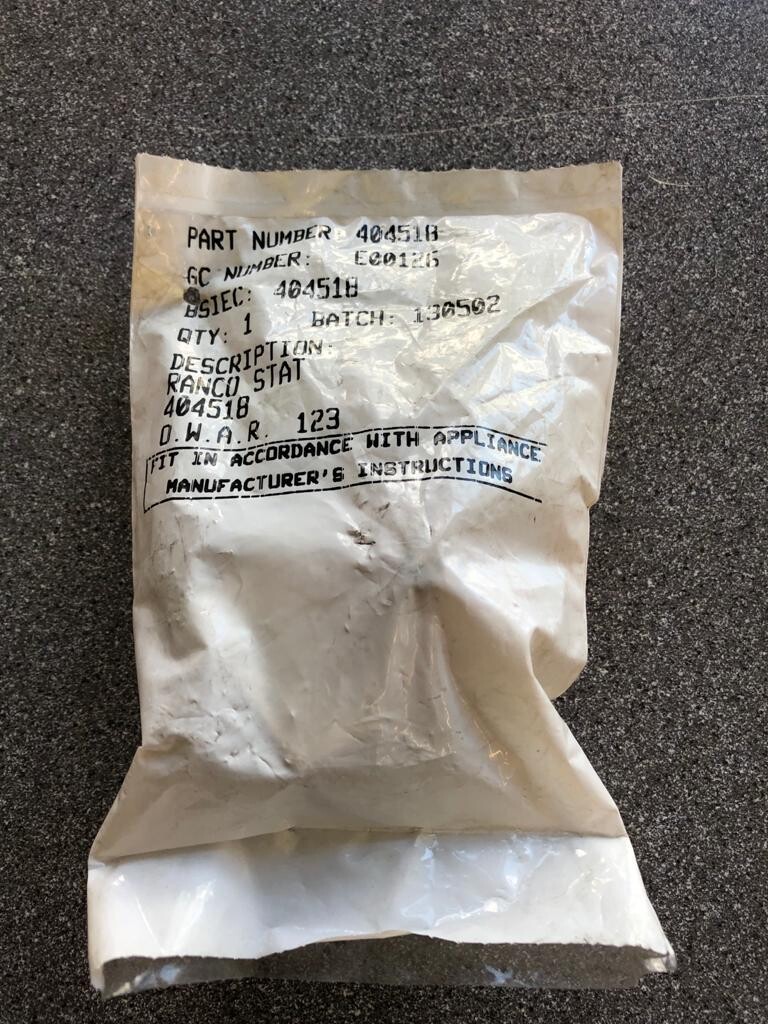 PART NUMBER: 404518
GC NUMBER: E00126
BSIEC: 404518
QTY: 1 BATCH: 130502
DESCRIPTION:
RANCO STAT
404518
O.W.A.R. 123
FIT IN ACCORDANCE WITH APPLIANCE
MANUFACTURER'S INSTRUCTIONS